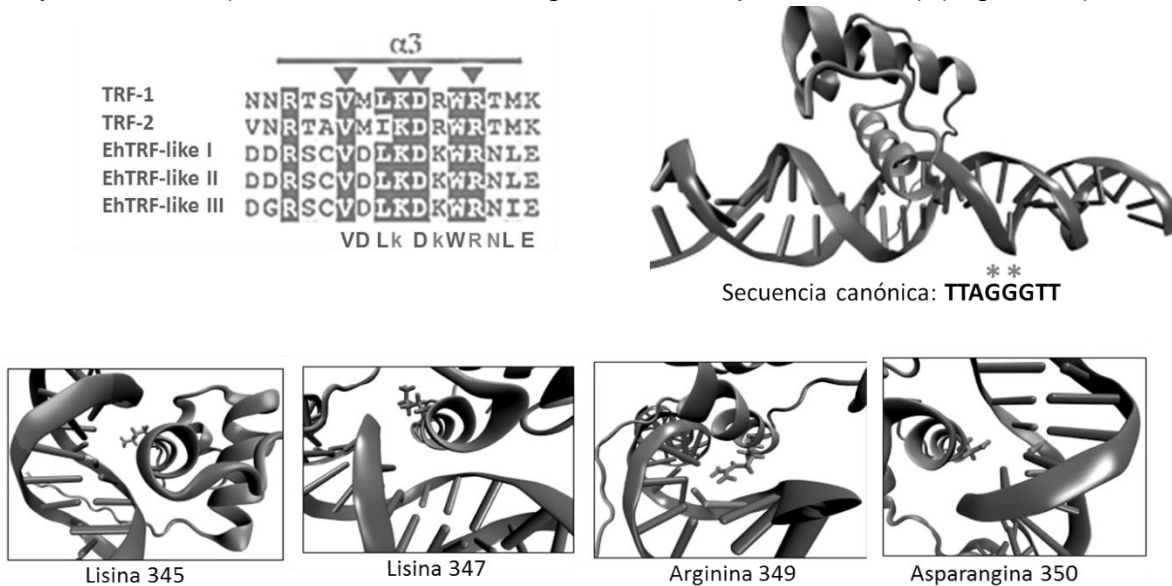 α3
TRF-1 NNRTSVMLKDRWRTMK
TRF-2 VNRTAVMIKDRWRTMK
EhTRF-like I DDRSCVDLKDKWRNLE
EhTRF-like II DDRSCVDLKDKWRNLE
EhTRF-like III DGRSCVDLKDKWRNIE
VD Lk DkWRNL E
**
Secuencia canónica: TTAGGGTT
Lisina 345
Lisina 347
Arginina 349
Asparangina 350